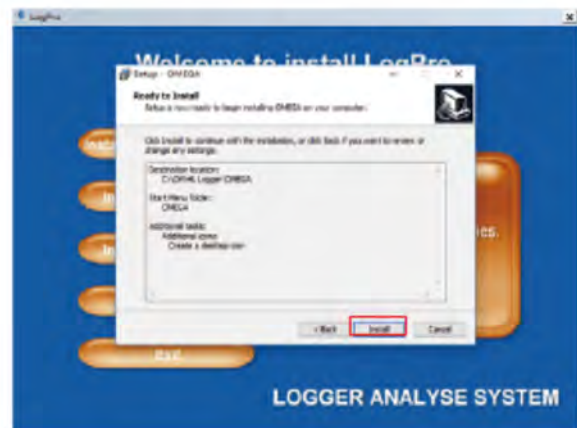 LogPro
Welcome to install LogPro
Setup - OMEGA
Ready to Install
Setup is now ready to begin installing OMEGA on your computer.
Click Install to continue with the installation, or click Back if you want to review or
change any settings.
Destination location:
Start Menu folder:
OMEGA
Additional tasks:
Additional icons:
Create a desktop icon
< Back
Install
Cancel
Exit
LOGGER ANALYSE SYSTEM